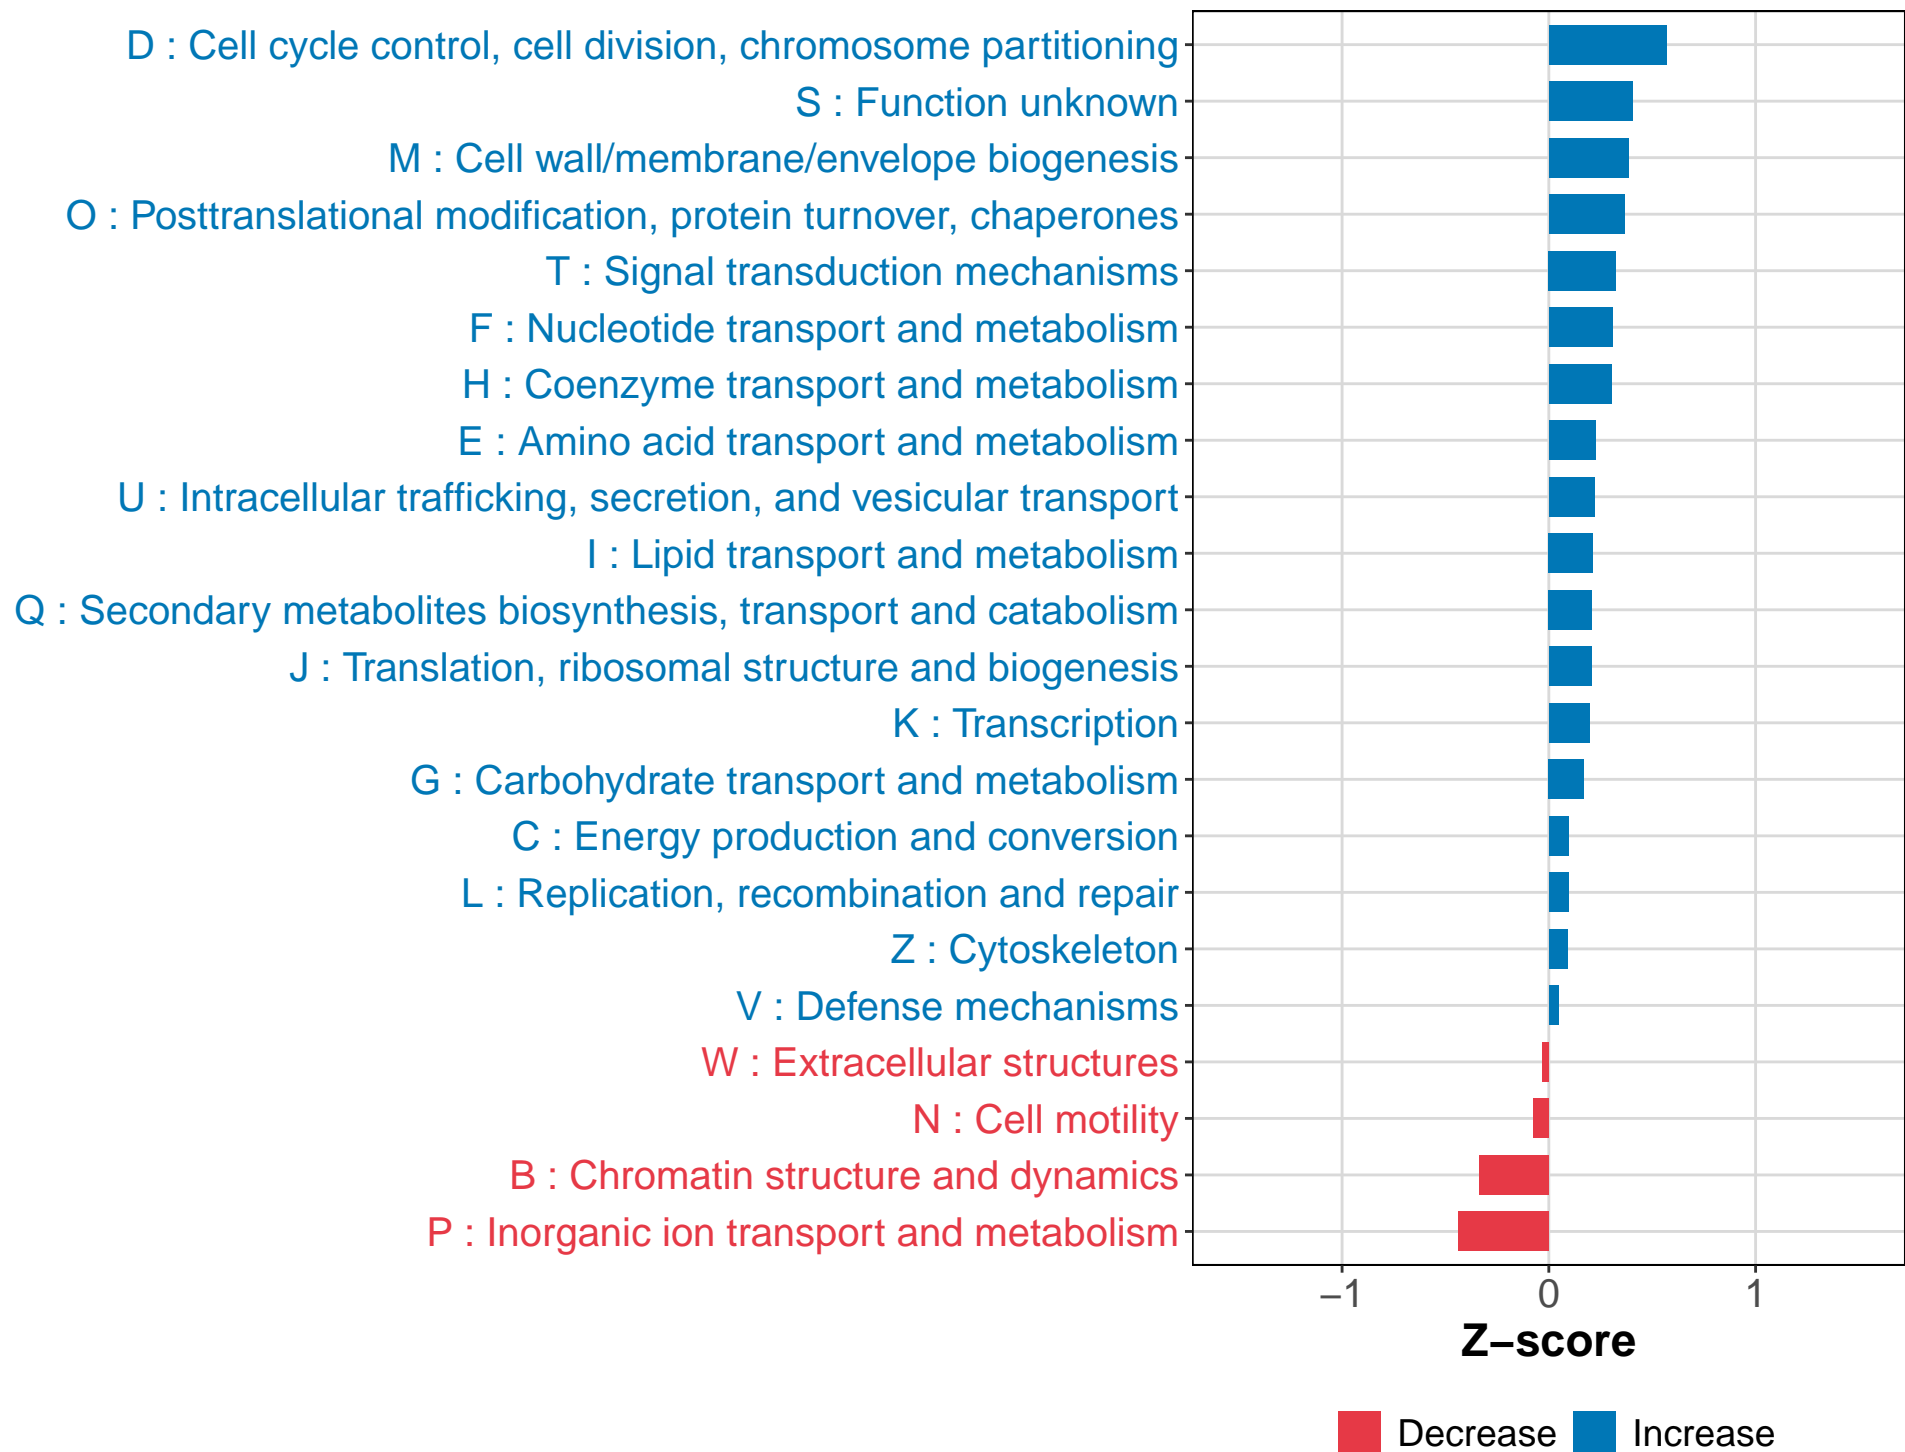 D : Cell cycle control, cell division, chromosome partitioning
S : Function unknown
M : Cell wall/membrane/envelope biogenesis
O : Posttranslational modification, protein turnover, chaperones
T : Signal transduction mechanisms
F : Nucleotide transport and metabolism
H : Coenzyme transport and metabolism
E : Amino acid transport and metabolism
U : Intracellular trafficking, secretion, and vesicular transport
I : Lipid transport and metabolism
Q : Secondary metabolites biosynthesis, transport and catabolism
J : Translation, ribosomal structure and biogenesis
K : Transcription
G : Carbohydrate transport and metabolism
C : Energy production and conversion
L : Replication, recombination and repair
Z : Cytoskeleton
V : Defense mechanisms
W : Extracellular structures
N : Cell motility
B : Chromatin structure and dynamics
P : Inorganic ion transport and metabolism
−1 0 1
Z−score
Decrease Increase